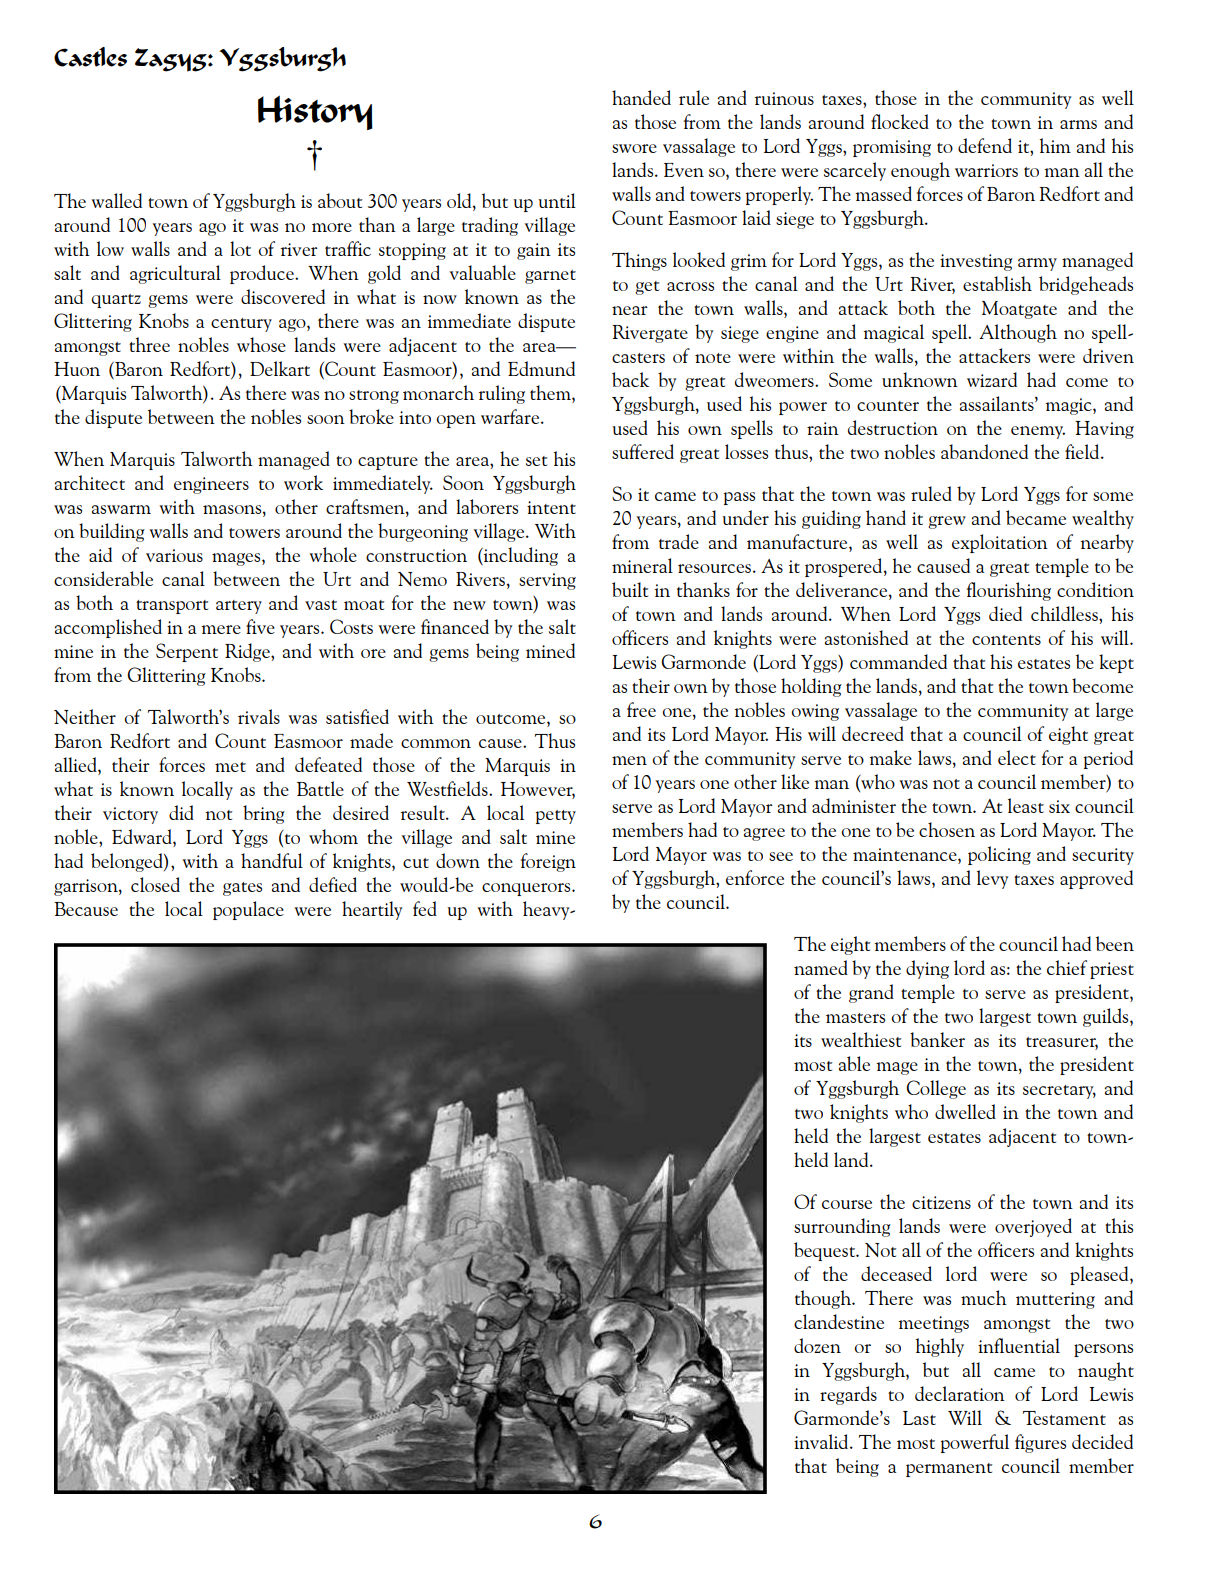 Castles Zagyg: Yggsburgh
History
†
The walled town of Yggsburgh is about 300 years old, but up until
around 100 years ago it was no more than a large trading village
with low walls and a lot of river traffic stopping at it to gain its
salt and agricultural produce. When gold and valuable garnet
and quartz gems were discovered in what is now known as the
Glittering Knobs a century ago, there was an immediate dispute
amongst three nobles whose lands were adjacent to the area—
Huon (Baron Redfort), Delkart (Count Easmoor), and Edmund
(Marquis Talworth). As there was no strong monarch ruling them,
the dispute between the nobles soon broke into open warfare.
When Marquis Talworth managed to capture the area, he set his
architect and engineers to work immediately. Soon Yggsburgh
was aswarm with masons, other craftsmen, and laborers intent
on building walls and towers around the burgeoning village. With
the aid of various mages, the whole construction (including a
considerable canal between the Urt and Nemo Rivers, serving
as both a transport artery and vast moat for the new town) was
accomplished in a mere five years. Costs were financed by the salt
mine in the Serpent Ridge, and with ore and gems being mined
from the Glittering Knobs.
Neither of Talworth's rivals was satisfied with the outcome, so
Baron Redfort and Count Easmoor made common cause. Thus
allied, their forces met and defeated those of the Marquis in
what is known locally as the Battle of the Westfields. However,
their victory did not bring the desired result. A local petty
noble, Edward, Lord Yggs (to whom the village and salt mine
had belonged), with a handful of knights, cut down the foreign
garrison, closed the gates and defied the would-be conquerors.
Because the local populace were heartily fed up with heavy-
handed rule and ruinous taxes, those in the community as well
as those from the lands around flocked to the town in arms and
swore vassalage to Lord Yggs, promising to defend it, him and his
lands. Even so, there were scarcely enough warriors to man all the
walls and towers properly. The massed forces of Baron Redfort and
Count Easmoor laid siege to Yggsburgh.
Things looked grim for Lord Yggs, as the investing army managed
to get across the canal and the Urt River, establish bridgeheads
near the town walls, and attack both the Moatgate and the
Rivergate by siege engine and magical spell. Although no spell-
casters of note were within the walls, the attackers were driven
back by great dweomers. Some unknown wizard had come to
Yggsburgh, used his power to counter the assailants' magic, and
used his own spells to rain destruction on the enemy. Having
suffered great losses thus, the two nobles abandoned the field.
So it came to pass that the town was ruled by Lord Yggs for some
20 years, and under his guiding hand it grew and became wealthy
from trade and manufacture, as well as exploitation of nearby
mineral resources. As it prospered, he caused a great temple to be
built in thanks for the deliverance, and the flourishing condition
of town and lands around. When Lord Yggs died childless, his
officers and knights were astonished at the contents of his will.
Lewis Garmonde (Lord Yggs) commanded that his estates be kept
as their own by those holding the lands, and that the town become
a free one, the nobles owing vassalage to the community at large
and its Lord Mayor. His will decreed that a council of eight great
men of the community serve to make laws, and elect for a period
of 10 years one other like man (who was not a council member) to
serve as Lord Mayor and administer the town. At least six council
members had to agree to the one to be chosen as Lord Mayor. The
Lord Mayor was to see to the maintenance, policing and security
of Yggsburgh, enforce the council's laws, and levy taxes approved
by the council.
The eight members of the council had been
named by the dying lord as: the chief priest
of the grand temple to serve as president,
the masters of the two largest town guilds,
its wealthiest banker as its treasurer, the
most able mage in the town, the president
of Yggsburgh College as its secretary, and
two knights who dwelled in the town and
held the largest estates adjacent to town-
held land.
Of course the citizens of the town and its
surrounding lands were overjoyed at this
bequest. Not all of the officers and knights
of the deceased lord were so pleased,
though. There was much muttering and
clandestine meetings amongst the two
dozen or so highly influential persons
in Yggsburgh, but all came to naught
in regards to declaration of Lord Lewis
Garmonde's Last Will & Testament as
invalid. The most powerful figures decided
that being a permanent council member
6